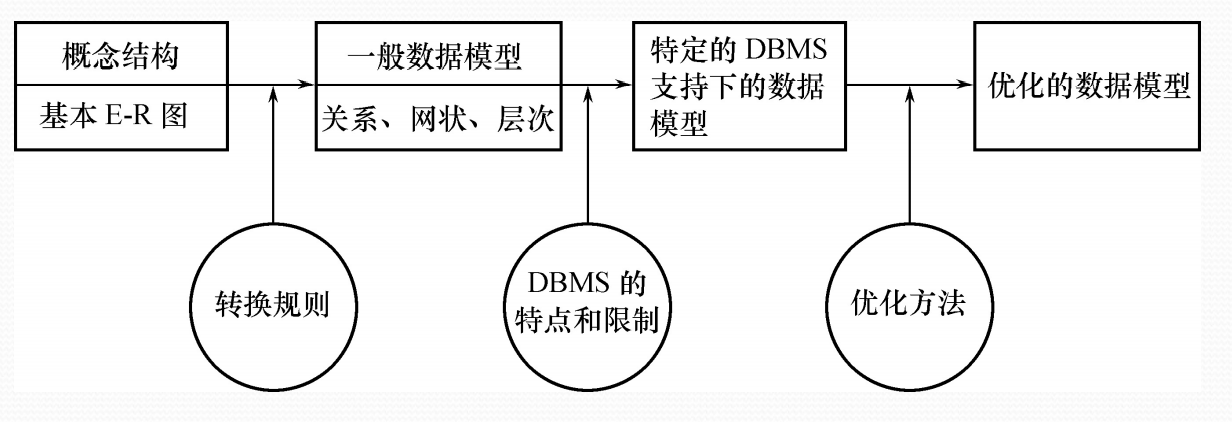 概念结构
基本 E-R 图
一般数据模型
关系、网状、层次
特定的 DBMS
支持下的数据
模型
优化的数据模型
转换规则
DBMS 的
特点和限制
优化方法